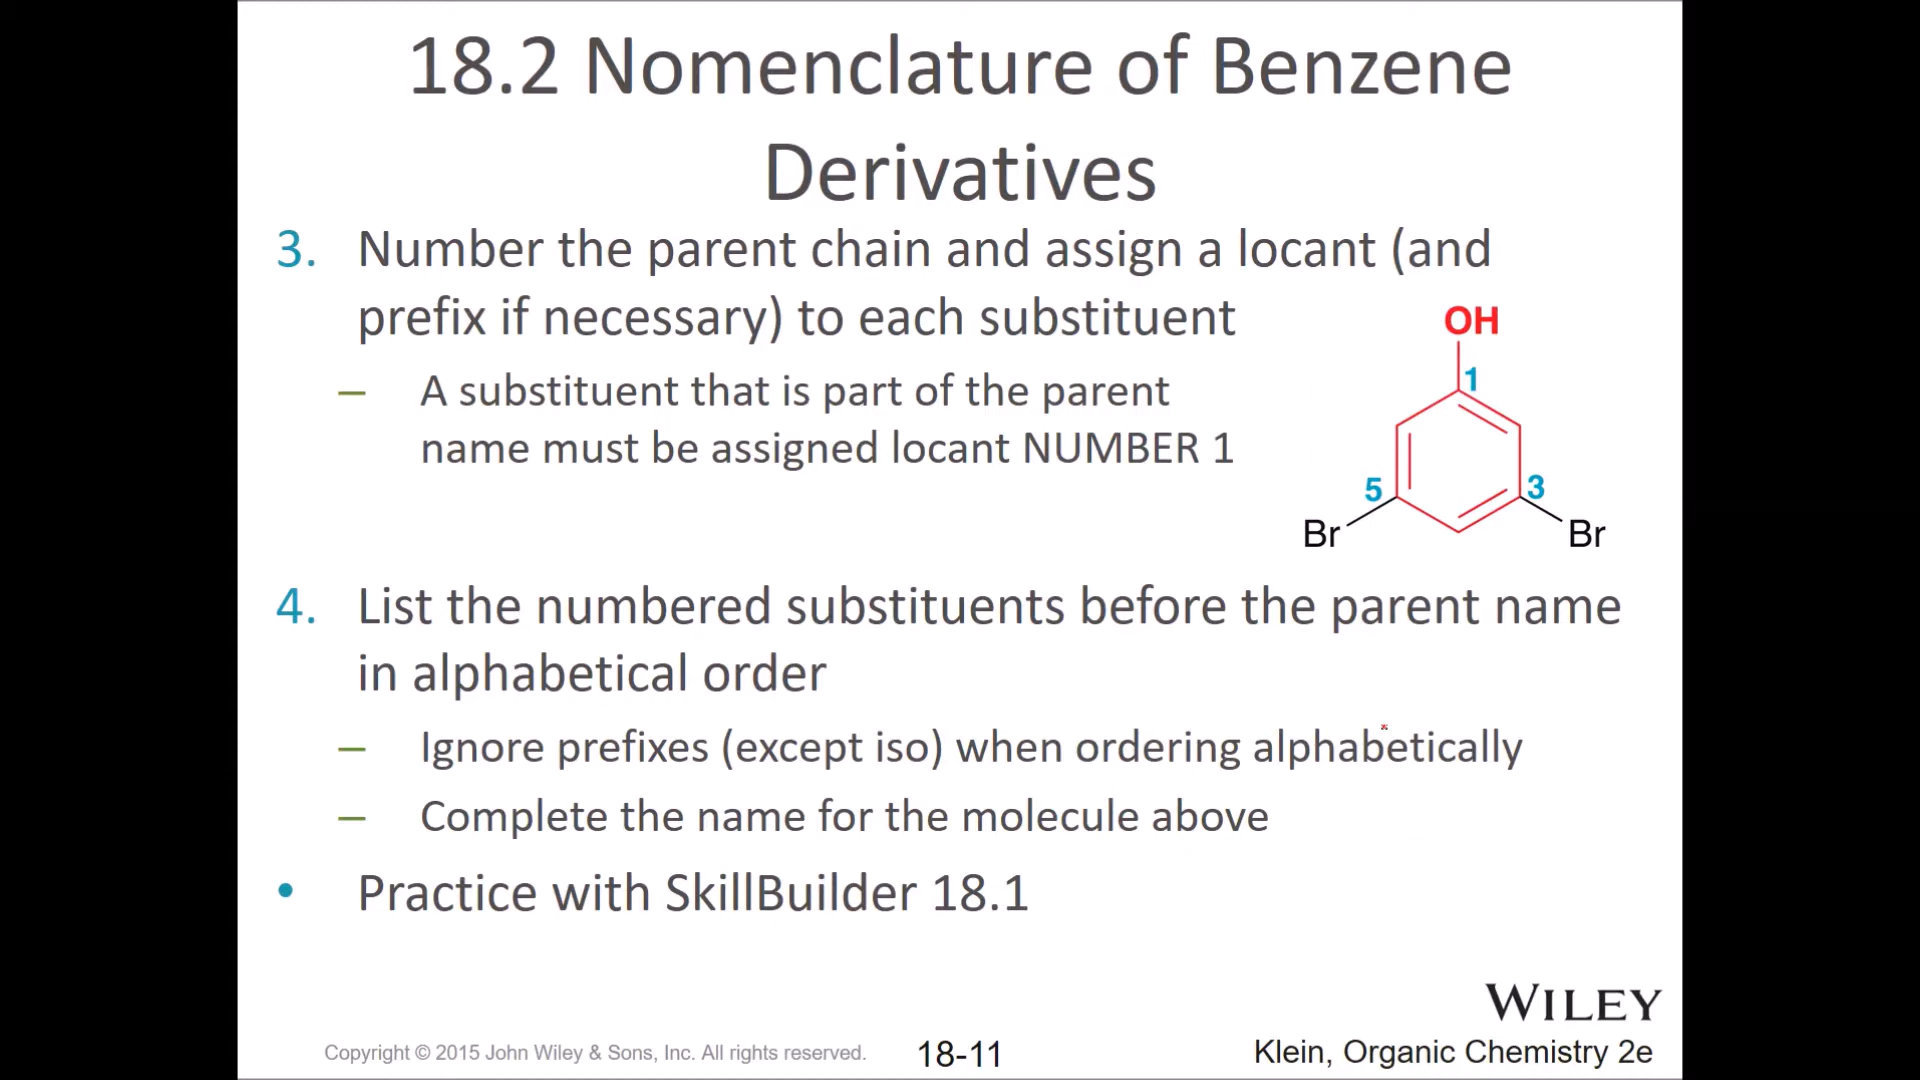 18.2 Nomenclature of Benzene
Derivatives
3. Number the parent chain and assign a locant (and
prefix if necessary) to each substituent
– A substituent that is part of the parent
name must be assigned locant NUMBER 1
OH
1
5
3
Br
Br
4. List the numbered substituents before the parent name
in alphabetical order
– Ignore prefixes (except iso) when ordering alphabetically
– Complete the name for the molecule above
• Practice with SkillBuilder 18.1
WILEY
Copyright © 2015 John Wiley & Sons, Inc. All rights reserved.
18-11
Klein, Organic Chemistry 2e